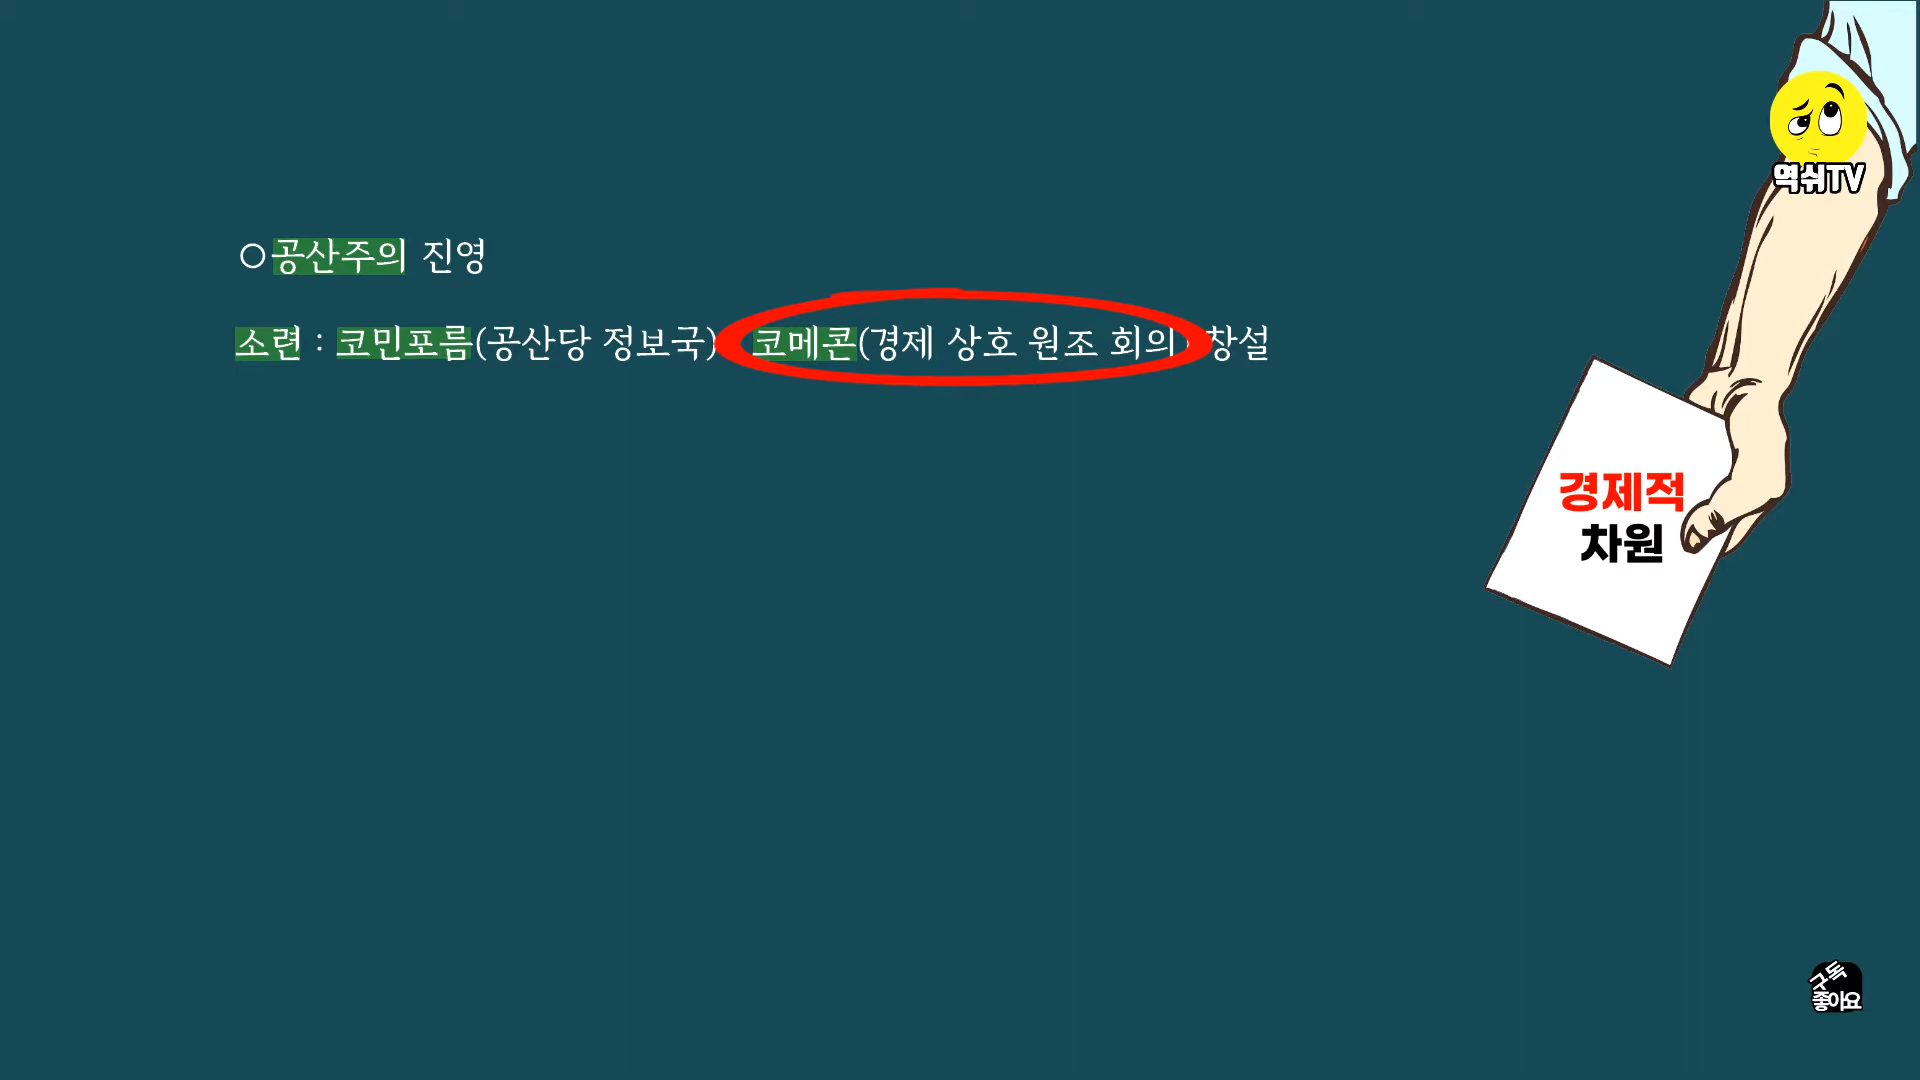 ○공산주의 진영
소련 : 코민포름(공산당 정보국) 코메콘(경제 상호 원조 회의 창설
경제적
차원
역쉬TV
구독
좋아요